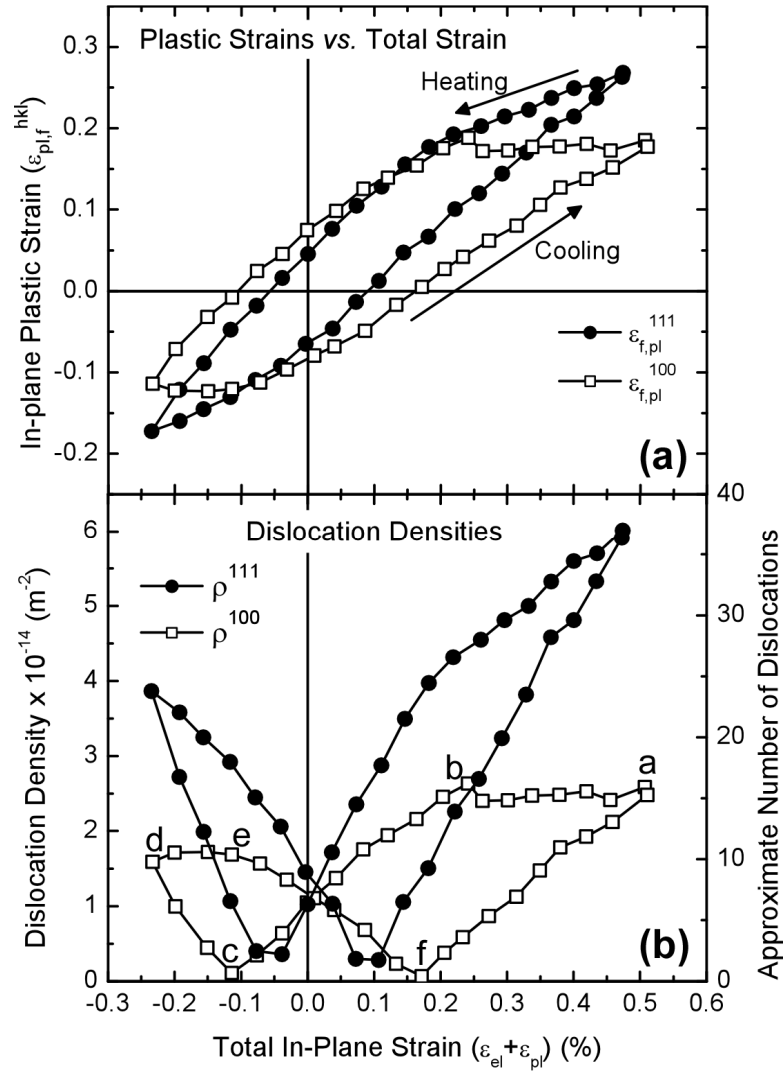 Plastic Strains vs. Total Strain
Heating
Cooling
ε_f,pl^111
ε_f,pl^100
(a)
In-plane Plastic Strain (ε_pl,f^hkl)
0.3
0.2
0.1
0.0
-0.1
-0.2
Dislocation Densities
ρ^111
ρ^100
a
b
c
d
e
f
(b)
Dislocation Density x 10^-14 (m^-2)
6
5
4
3
2
1
0
Approximate Number of Dislocations
40
30
20
10
0
-0.3 -0.2 -0.1 0.0 0.1 0.2 0.3 0.4 0.5 0.6
Total In-Plane Strain (ε_el+ε_pl) (%)